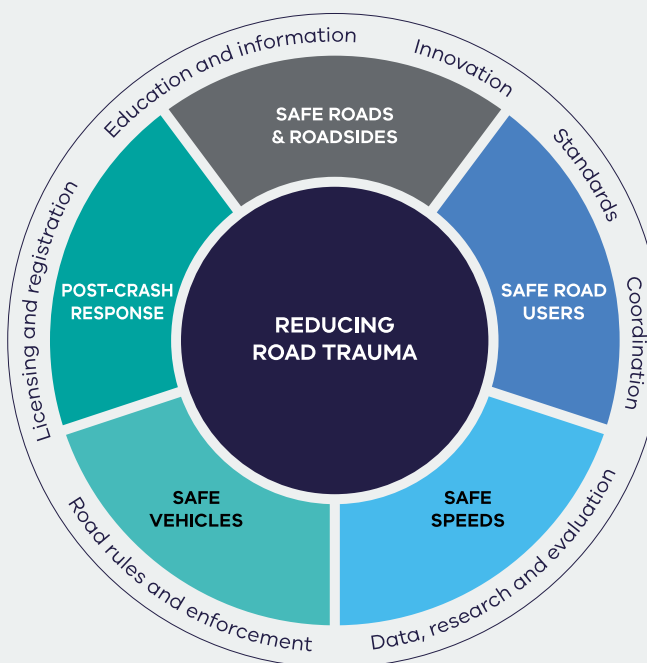 Education and information
Innovation
Standards
Coordination
Data, research and evaluation
Road rules and enforcement
Licensing and registration
SAFE ROADS
& ROADSIDES
SAFE ROAD
USERS
SAFE
SPEEDS
SAFE
VEHICLES
POST-CRASH
RESPONSE
REDUCING
ROAD TRAUMA